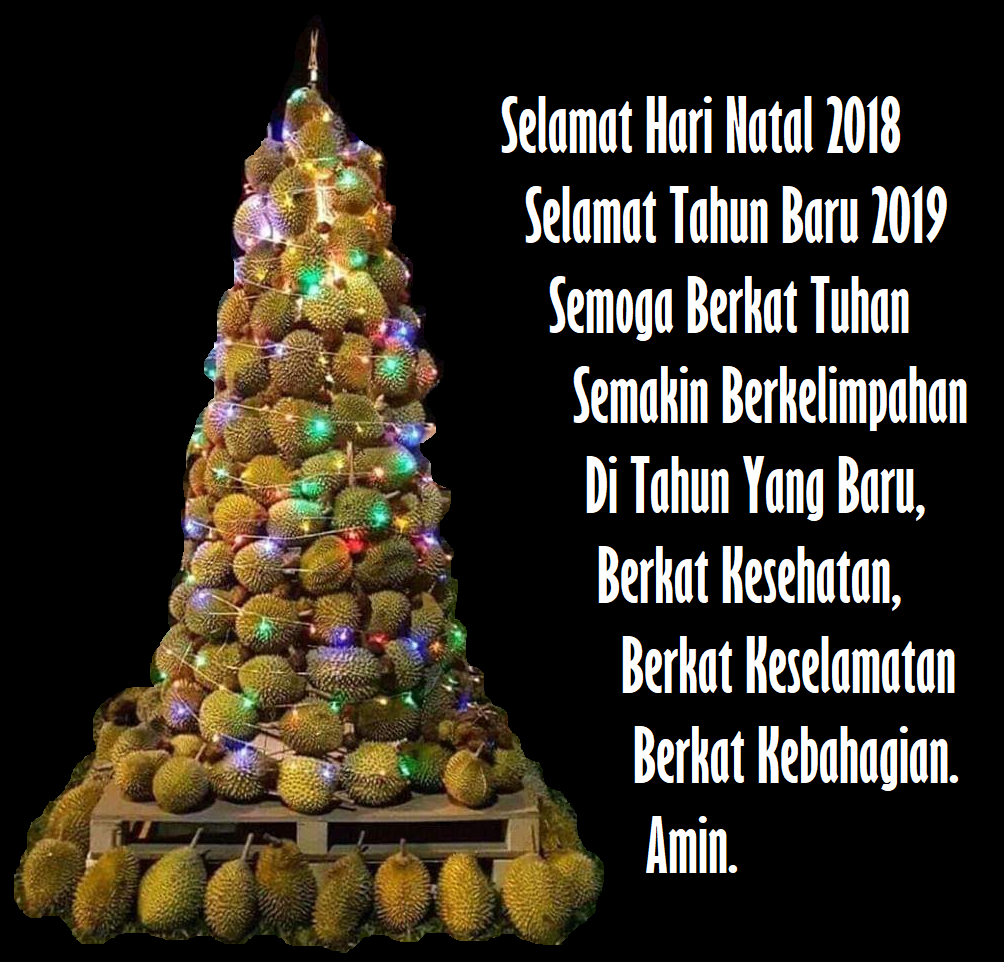 Selamat Hari Natal 2018
Selamat Tahun Baru 2019
Semoga Berkat Tuhan
Semakin Berkelimpahan
Di Tahun Yang Baru,
Berkat Kesehatan,
Berkat Keselamatan
Berkat Kebahagian.
Amin.